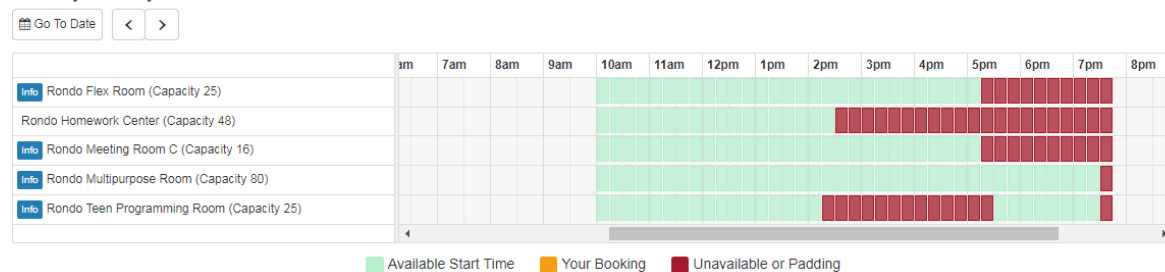 Go To Date < >
am 7am 8am 9am 10am 11am 12pm 1pm 2pm 3pm 4pm 5pm 6pm 7pm 8pm
Info Rondo Flex Room (Capacity 25)
Rondo Homework Center (Capacity 48)
Info Rondo Meeting Room C (Capacity 16)
Info Rondo Multipurpose Room (Capacity 80)
Info Rondo Teen Programming Room (Capacity 25)
Available Start Time Your Booking Unavailable or Padding